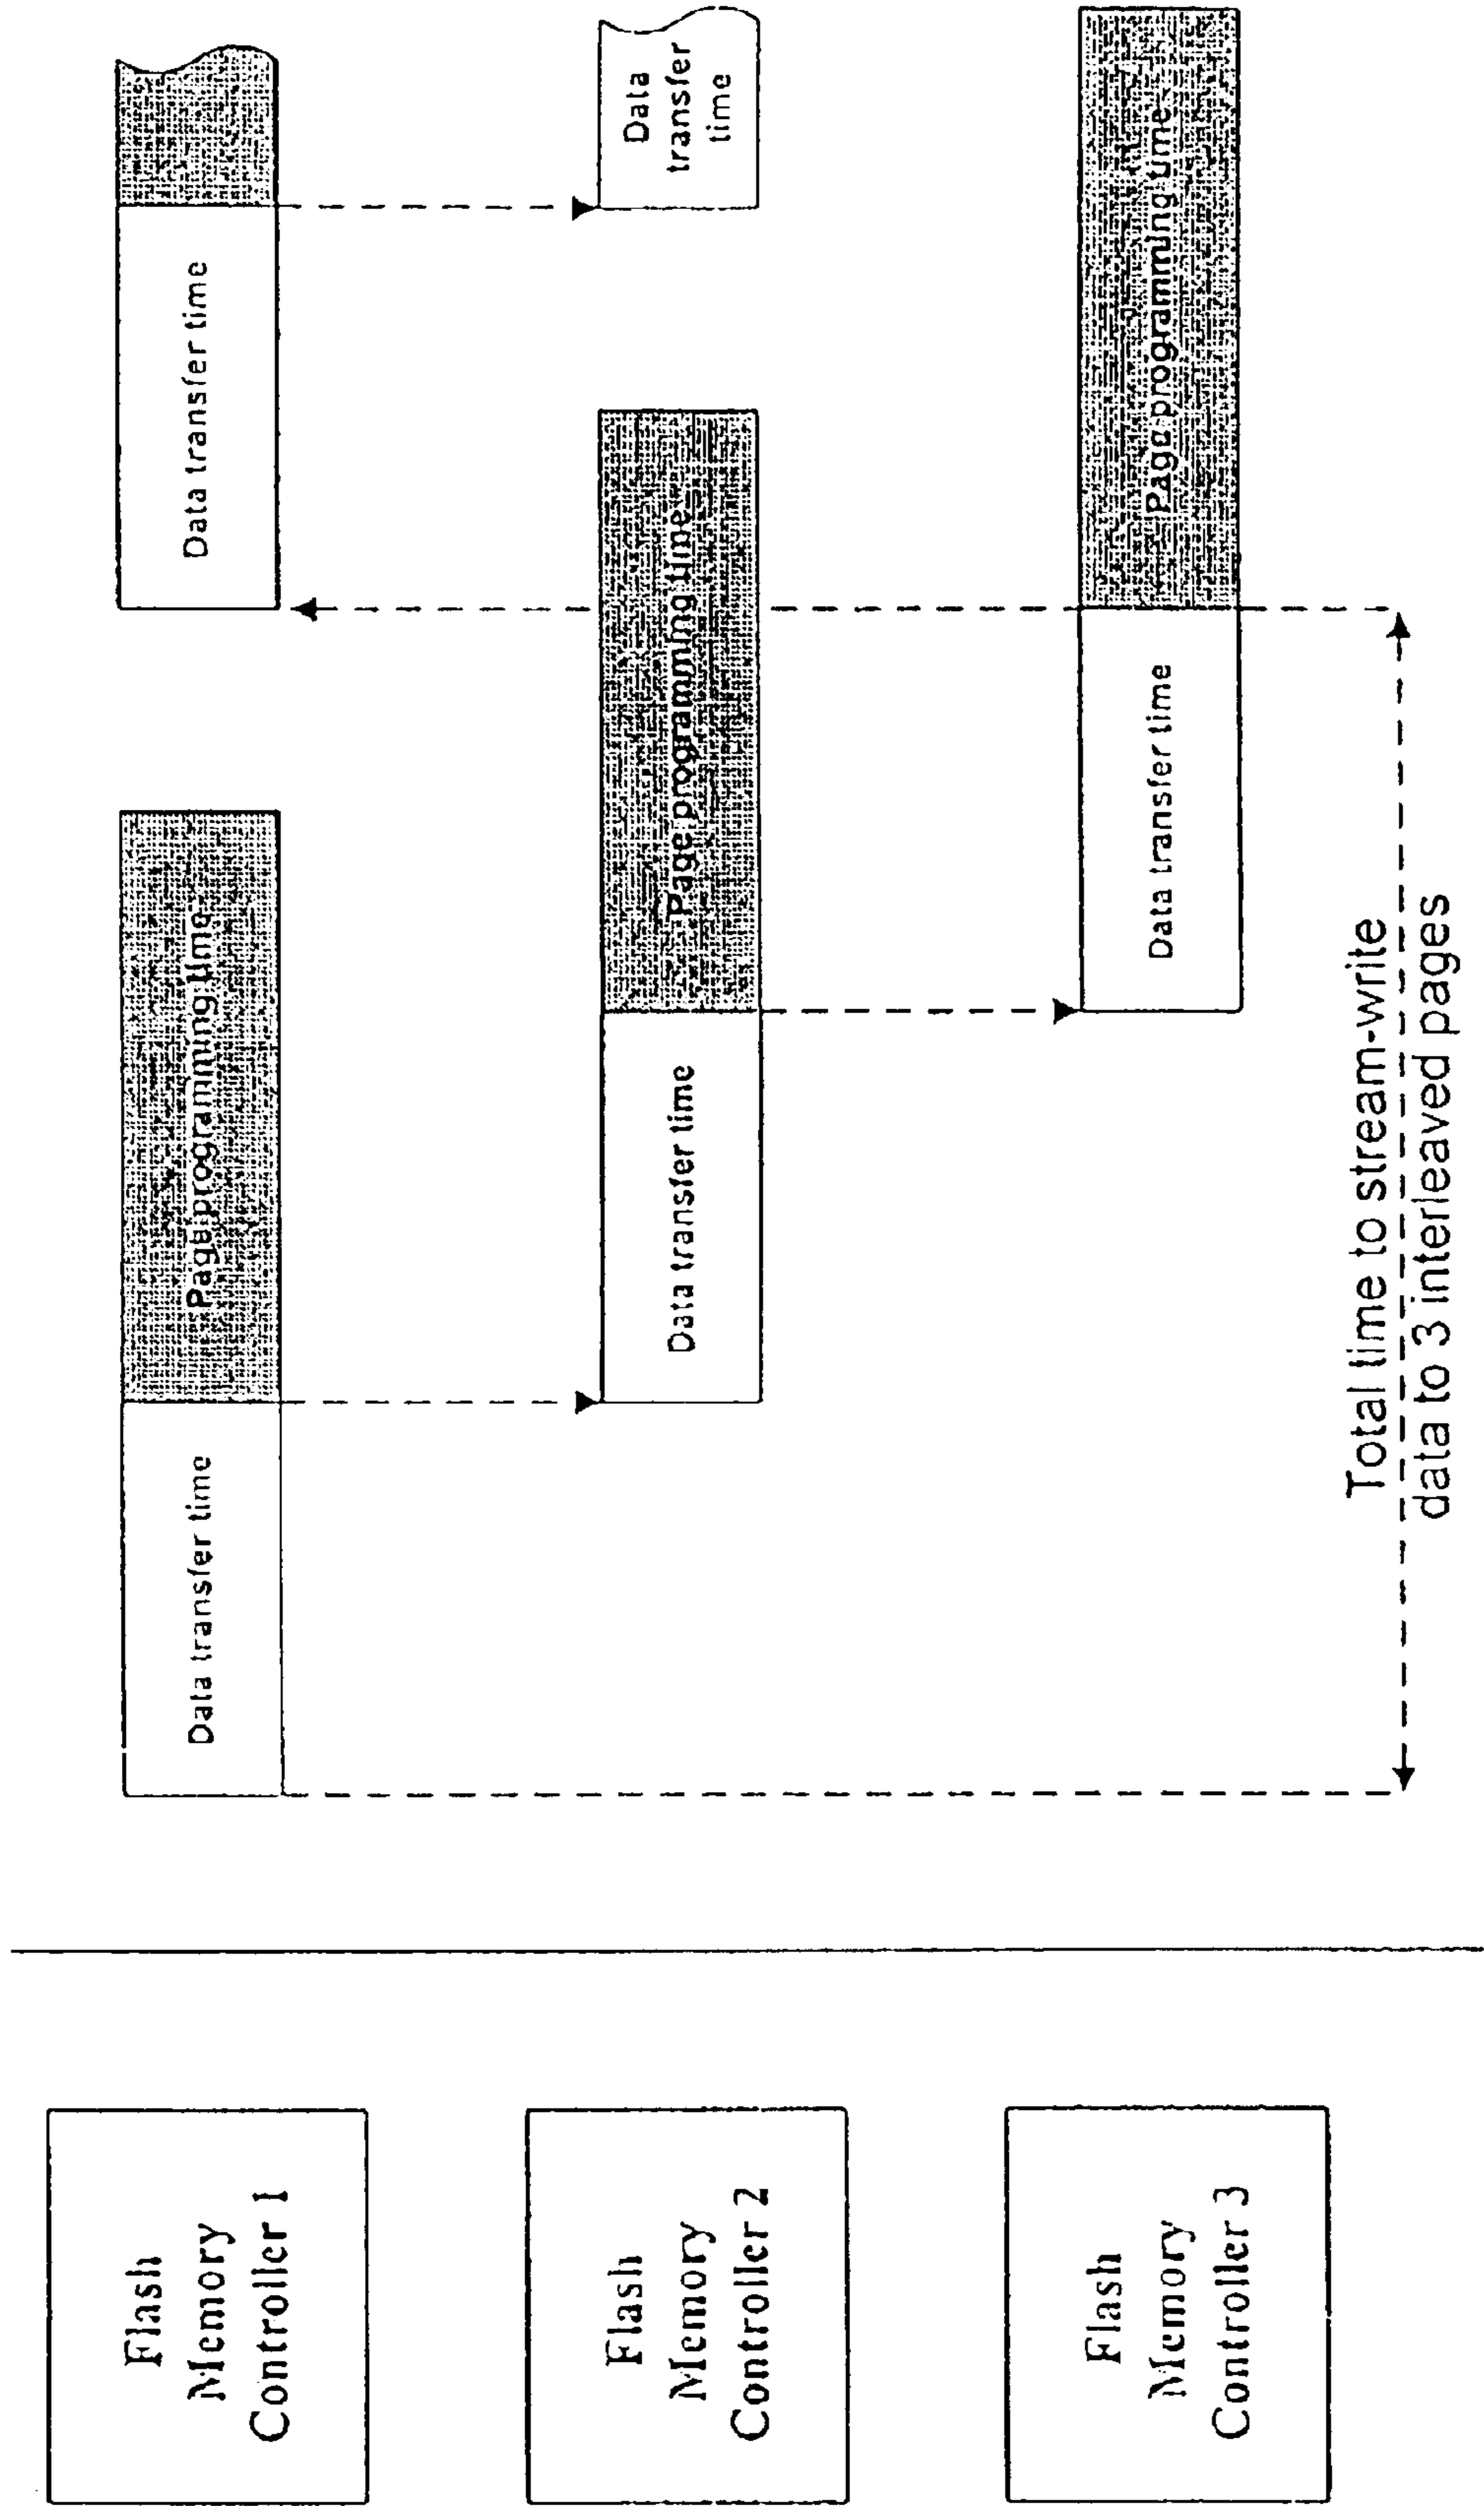 Flash
Memory
Controller 1
Data transfer time
Page programming time
Data transfer time
Flash
Memory
Controller 2
Data transfer time
Page programming time
Data
transfer
time
Flash
Memory
Controller 3
Data transfer time
Page programming time
Total time to stream-write
data to 3 interleaved pages